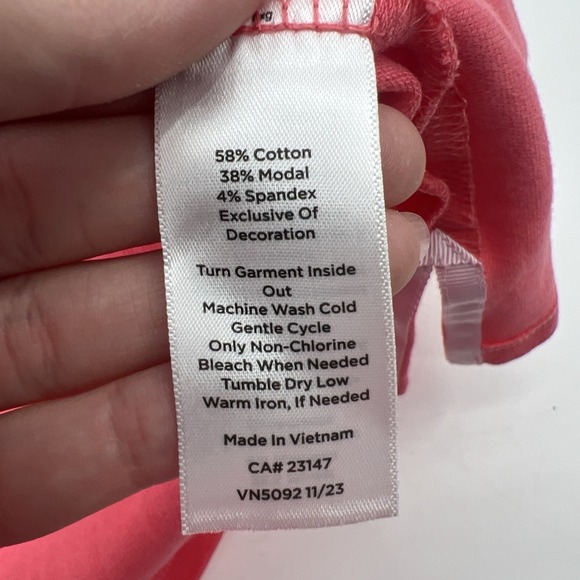 58% Cotton
38% Modal
4% Spandex
Exclusive Of
Decoration
Turn Garment Inside
Out
Machine Wash Cold
Gentle Cycle
Only Non-Chlorine
Bleach When Needed
Tumble Dry Low
Warm Iron, If Needed
Made In Vietnam
CA# 23147
VN5092 11/23